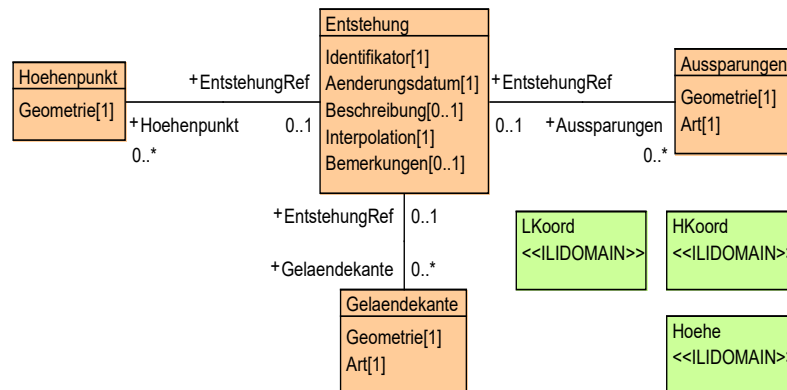 Entstehung
Identifikator[1]
Aenderungsdatum[1]
Beschreibung[0..1]
Interpolation[1]
Bemerkungen[0..1]
Hoehenpunkt
Geometrie[1]
+EntstehungRef
0..1
+Hoehenpunkt
0..*
+EntstehungRef
0..1
+Aussparungen
0..*
Aussparungen
Geometrie[1]
Art[1]
+EntstehungRef
0..1
+Gelaendekante
0..*
Gelaendekante
Geometrie[1]
Art[1]
LKoord
<<ILIDOMAIN>>
HKoord
<<ILIDOMAIN>>
Hoehe
<<ILIDOMAIN>>